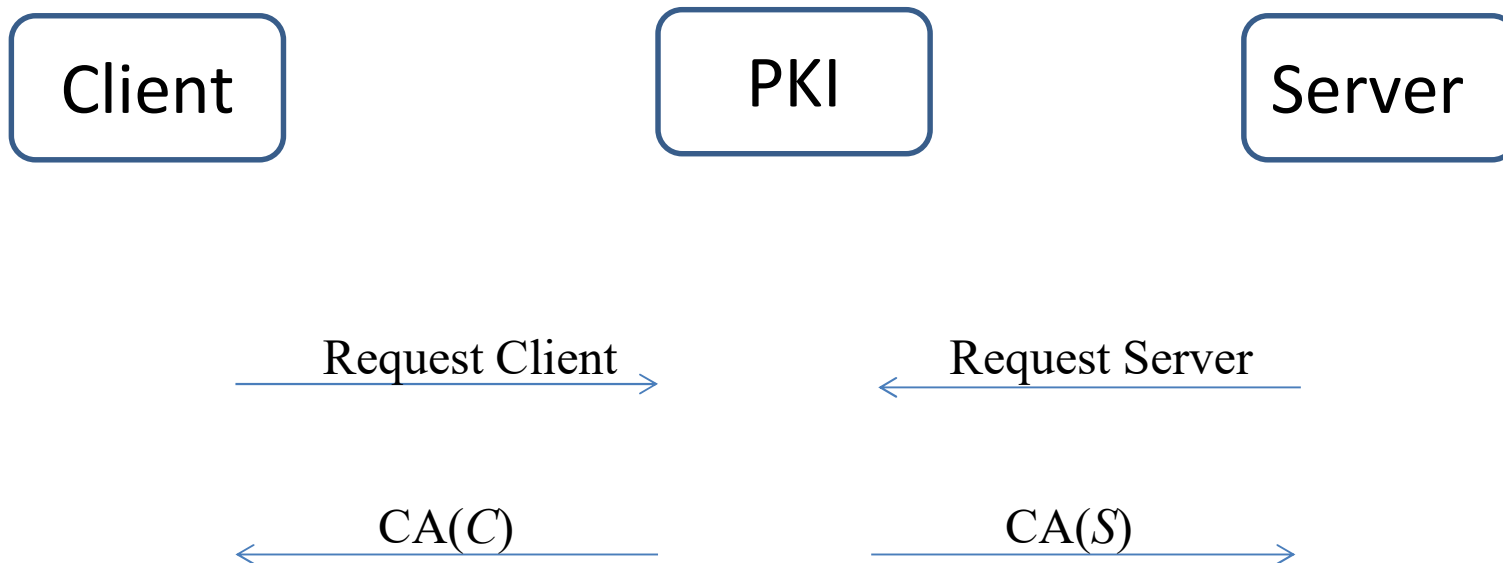 Client
PKI
Server
Request Client
Request Server
CA(C)
CA(S)